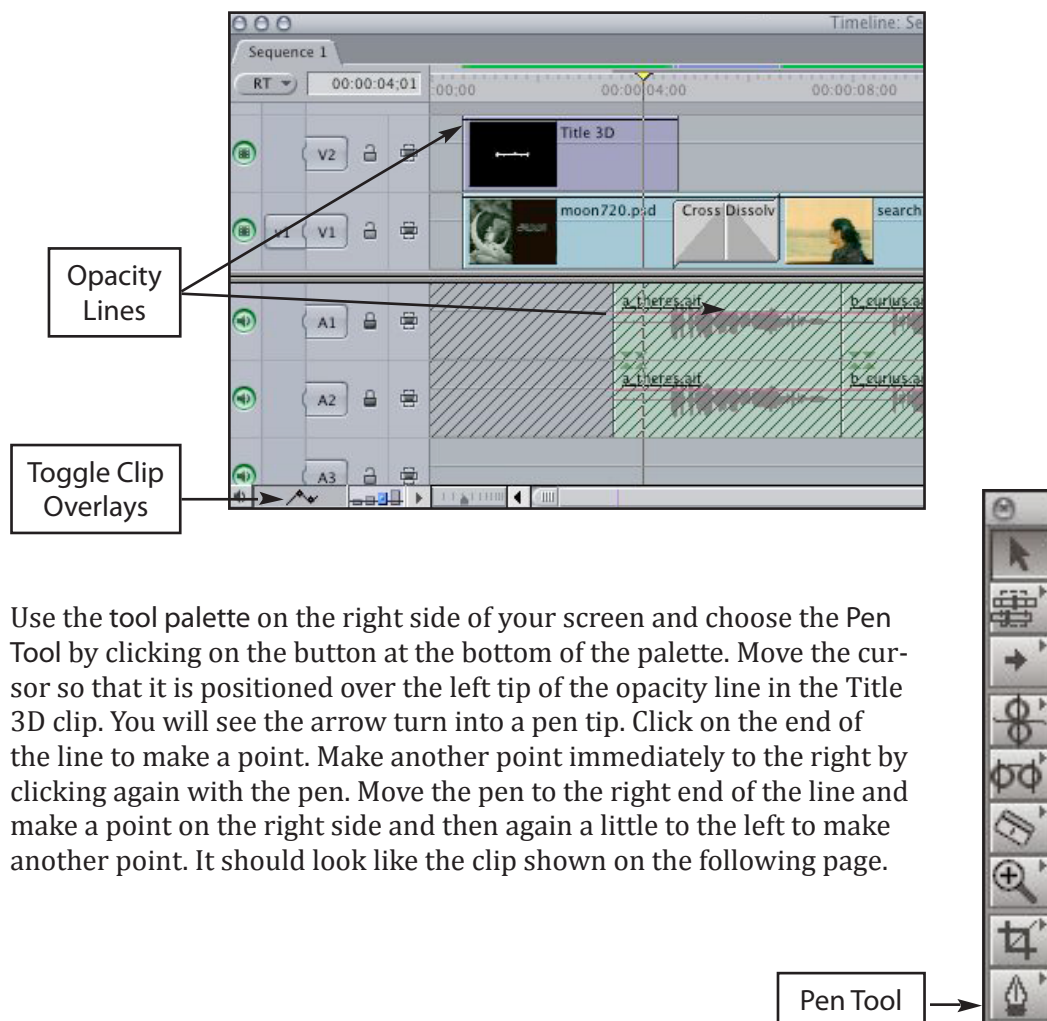 Timeline: Se
Sequence 1
RT
00:00:04;01
:00;00
00:00:04:00
00:00:08:00
V2
Title 3D
v1
V1
moon720.psd
Cross Dissolv
search
Opacity
Lines
A1
a_theres.aif
b_curius.a
A2
a_theres.aif
b_curius.a
Toggle Clip
Overlays
A3
Use the tool palette on the right side of your screen and choose the Pen
Tool by clicking on the button at the bottom of the palette. Move the cur-
sor so that it is positioned over the left tip of the opacity line in the Title
3D clip. You will see the arrow turn into a pen tip. Click on the end of
the line to make a point. Make another point immediately to the right by
clicking again with the pen. Move the pen to the right end of the line and
make a point on the right side and then again a little to the left to make
another point. It should look like the clip shown on the following page.
Pen Tool